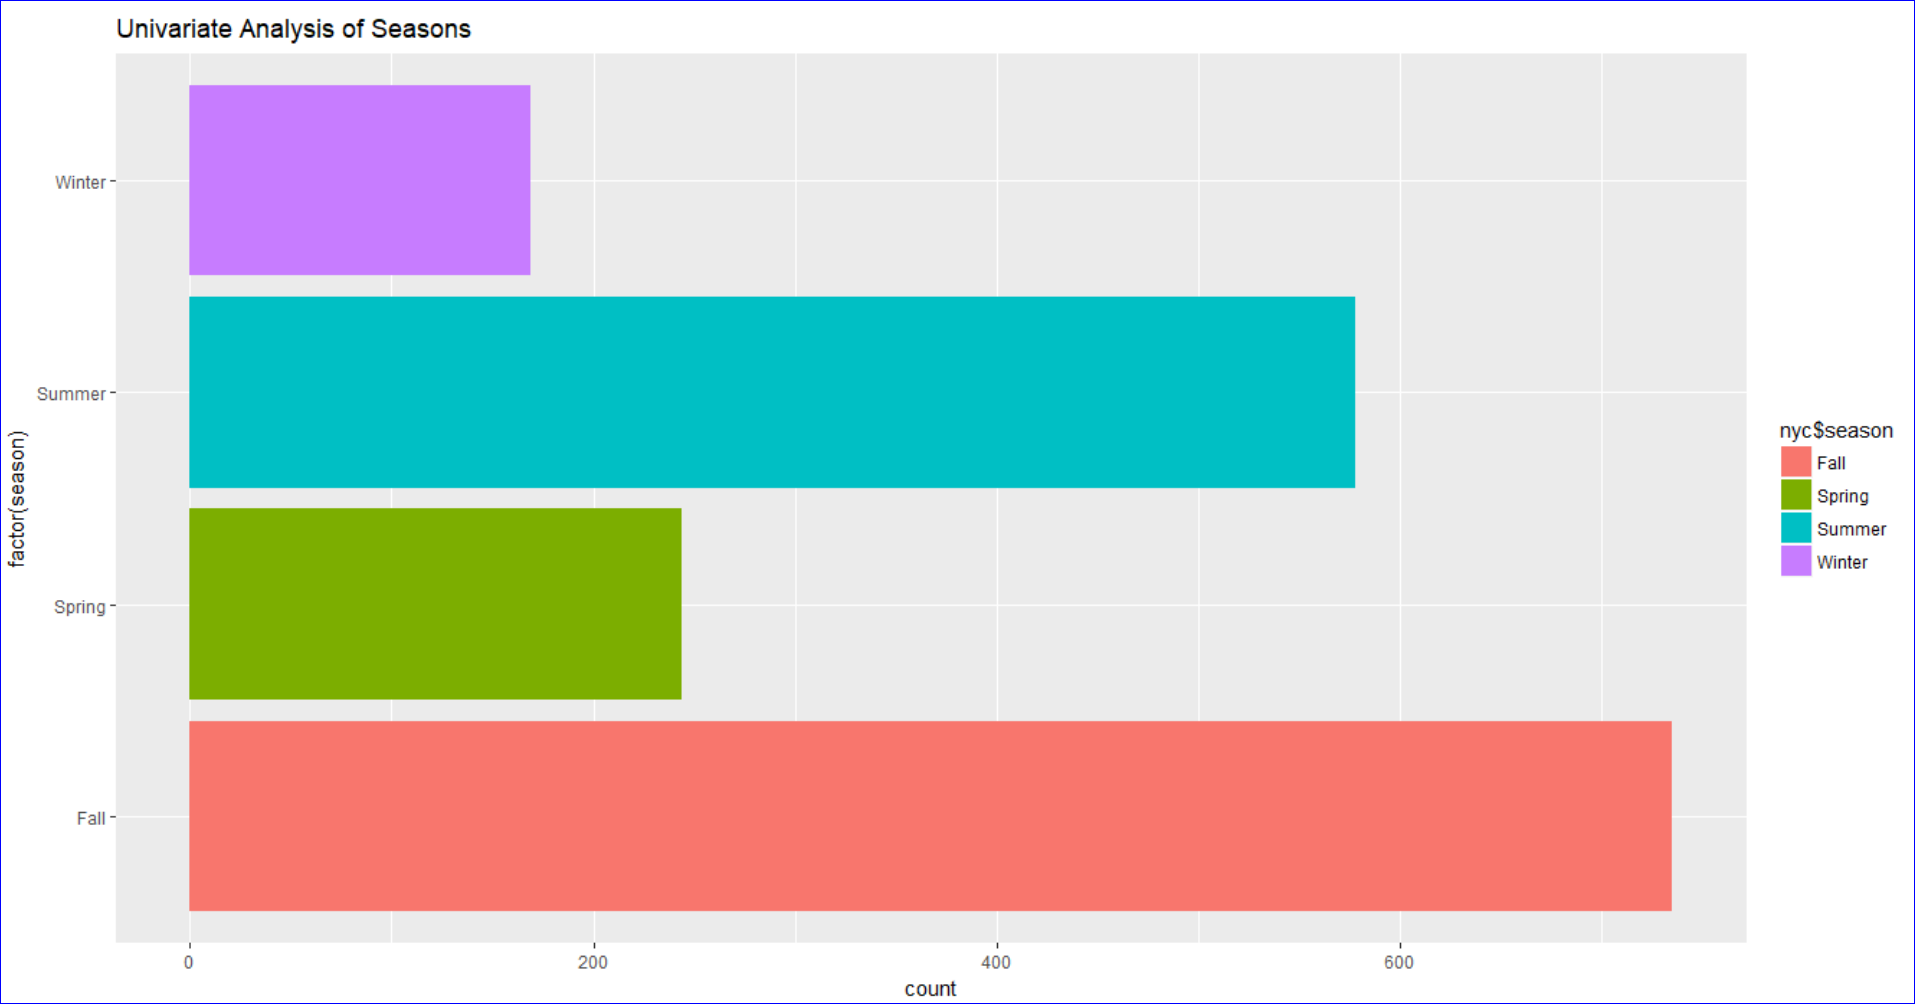 Univariate Analysis of Seasons
Winter
Summer
Spring
Fall
factor(season)
0 200 400 600
count
nyc$season
Fall
Spring
Summer
Winter